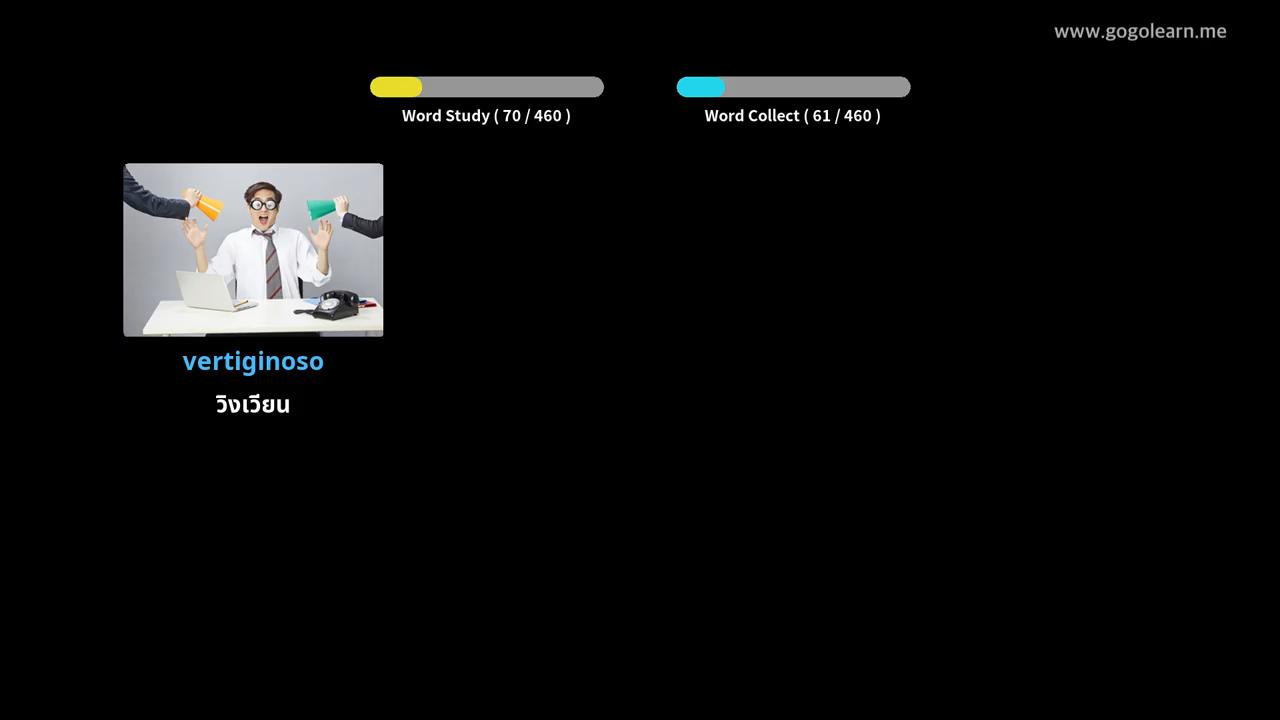 www.gogolearn.me
Word Study ( 70 / 460 )
Word Collect ( 61 / 460 )
vertiginoso
วิงเวียน